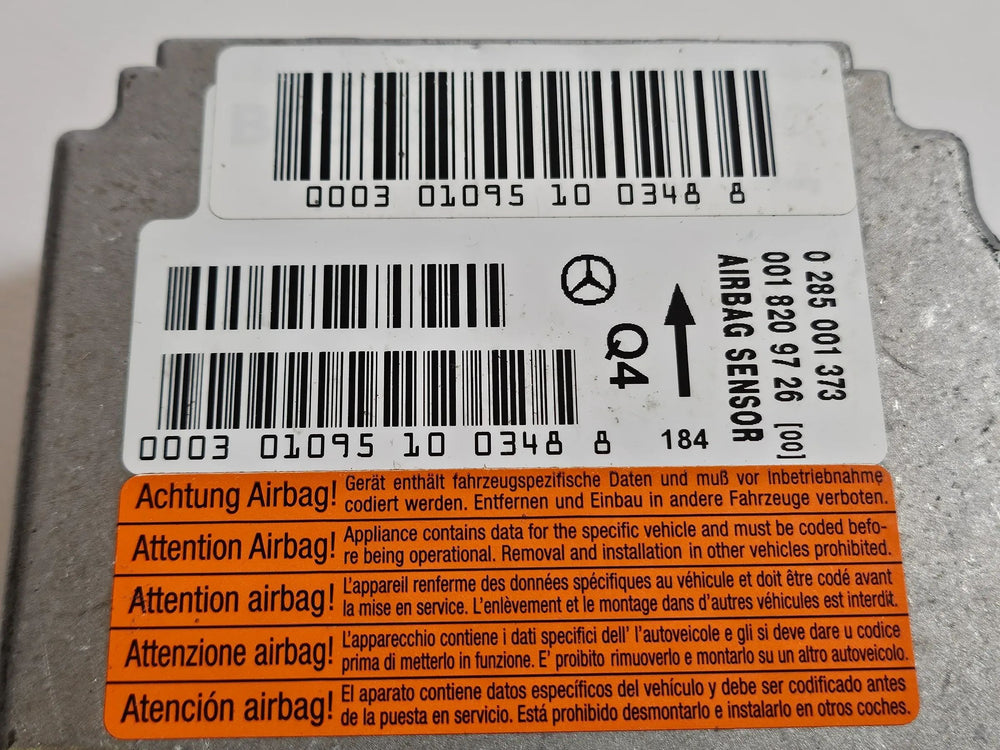 0003 01095 10 0348 8
0 285 001 373
001 820 97 26 [00]
AIRBAG SENSOR
Q4
184
0003 01095 10 0348 8
Achtung Airbag! Gerät enthält fahrzeugspezifische Daten und muß vor Inbetriebnahme
codiert werden. Entfernen und Einbau in andere Fahrzeuge verboten.
Attention Airbag! Appliance contains data for the specific vehicle and must be coded befo-
re being operational. Removal and installation in other vehicles prohibited.
Attention airbag! L'appareil renferme des données spécifiques au véhicule et doit être codé avant
la mise en service. L'enlèvement et le montage dans d'autres véhicules est interdit.
Attenzione airbag! L'apparecchio contiene i dati specifici dell' l'autoveicole e gli si deve dare u codice
prima di metterlo in funzione. E' proibito rimuoverlo e montarlo su un altro autoveicolo.
Atención airbag! El aparato contiene datos específicos del vehículo y debe ser codificado antes
de la puesta en servicio. Está prohibido desmontarlo e instalarlo en otros coches.